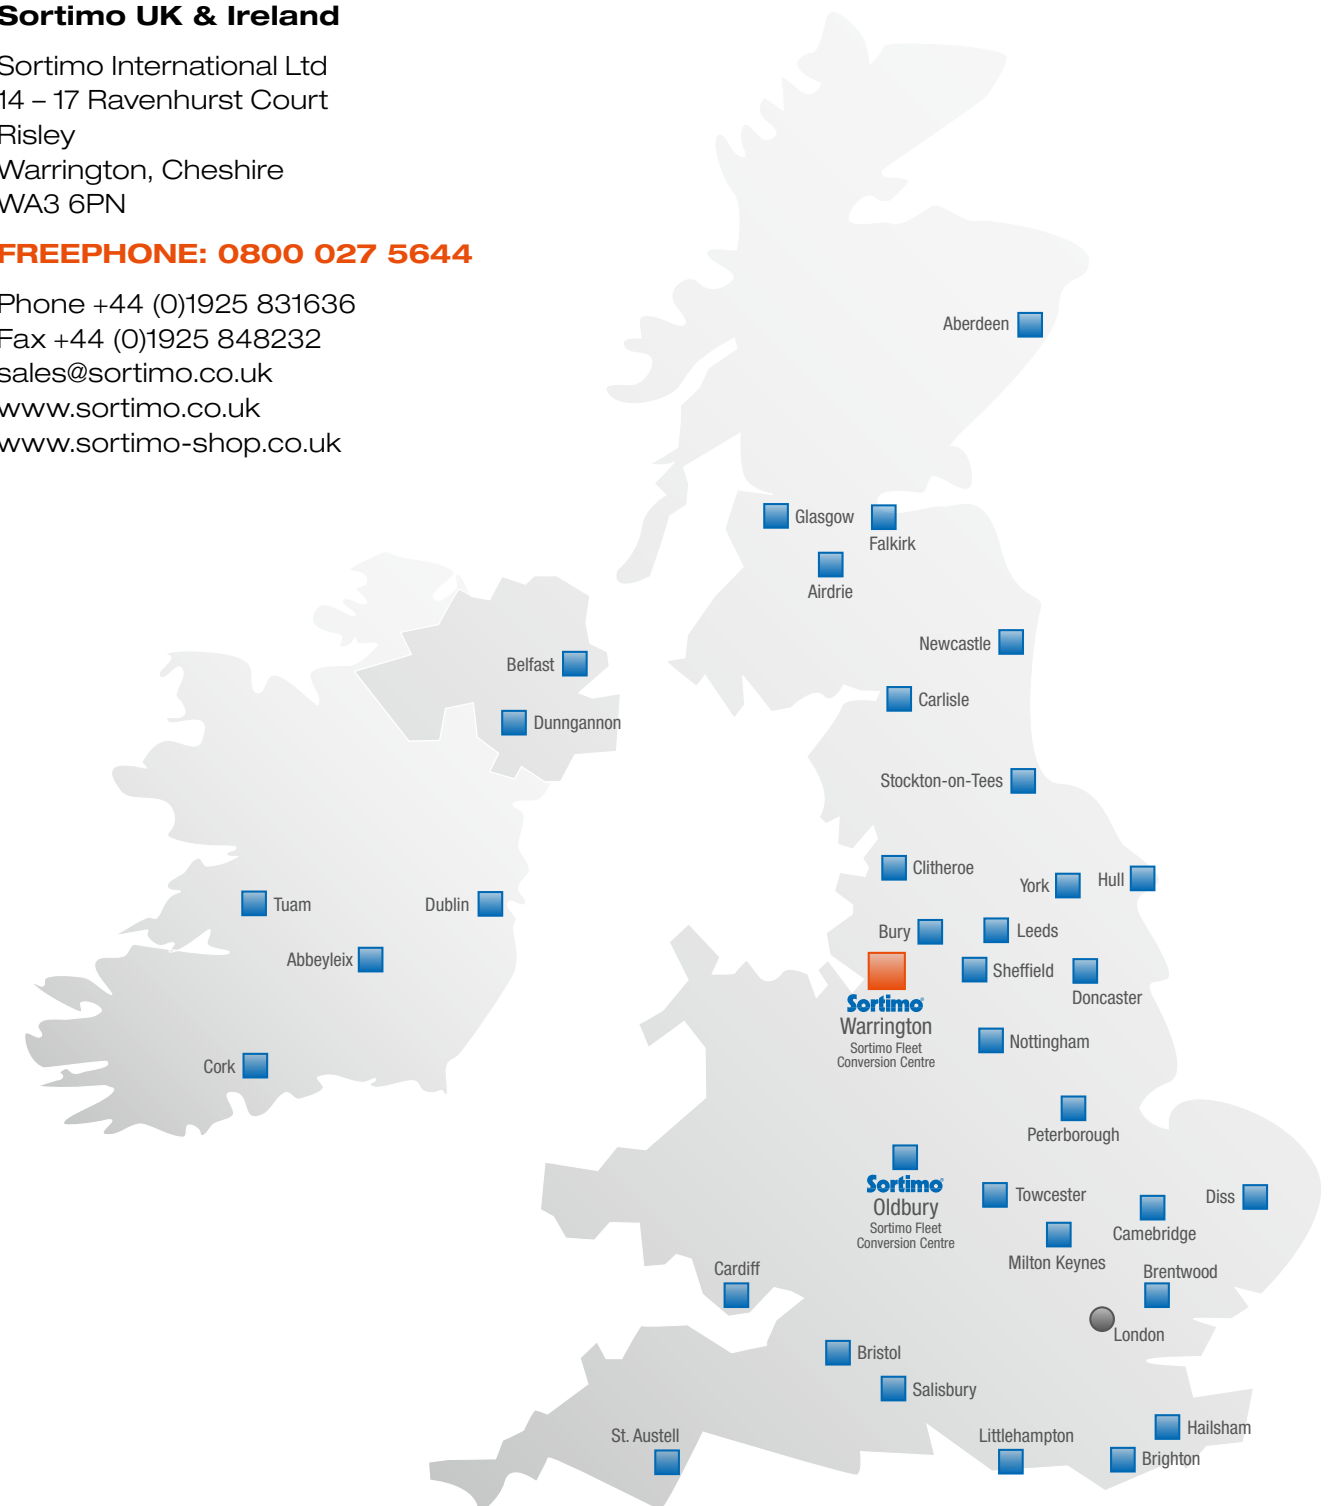 Sortimo UK & Ireland
Sortimo International Ltd
14 – 17 Ravenhurst Court
Risley
Warrington, Cheshire
WA3 6PN
FREEPHONE: 0800 027 5644
Phone +44 (0)1925 831636
Fax +44 (0)1925 848232
sales@sortimo.co.uk
www.sortimo.co.uk
www.sortimo-shop.co.uk
Aberdeen
Glasgow
Falkirk
Airdrie
Newcastle
Belfast
Carlisle
Dunngannon
Stockton-on-Tees
Clitheroe
York
Hull
Tuam
Dublin
Bury
Leeds
Abbeyleix
Sheffield
Doncaster
Sortimo
Warrington
Sortimo Fleet
Conversion Centre
Nottingham
Cork
Peterborough
Sortimo
Oldbury
Sortimo Fleet
Conversion Centre
Towcester
Diss
Camebridge
Milton Keynes
Cardiff
Brentwood
London
Bristol
Salisbury
St. Austell
Littlehampton
Hailsham
Brighton